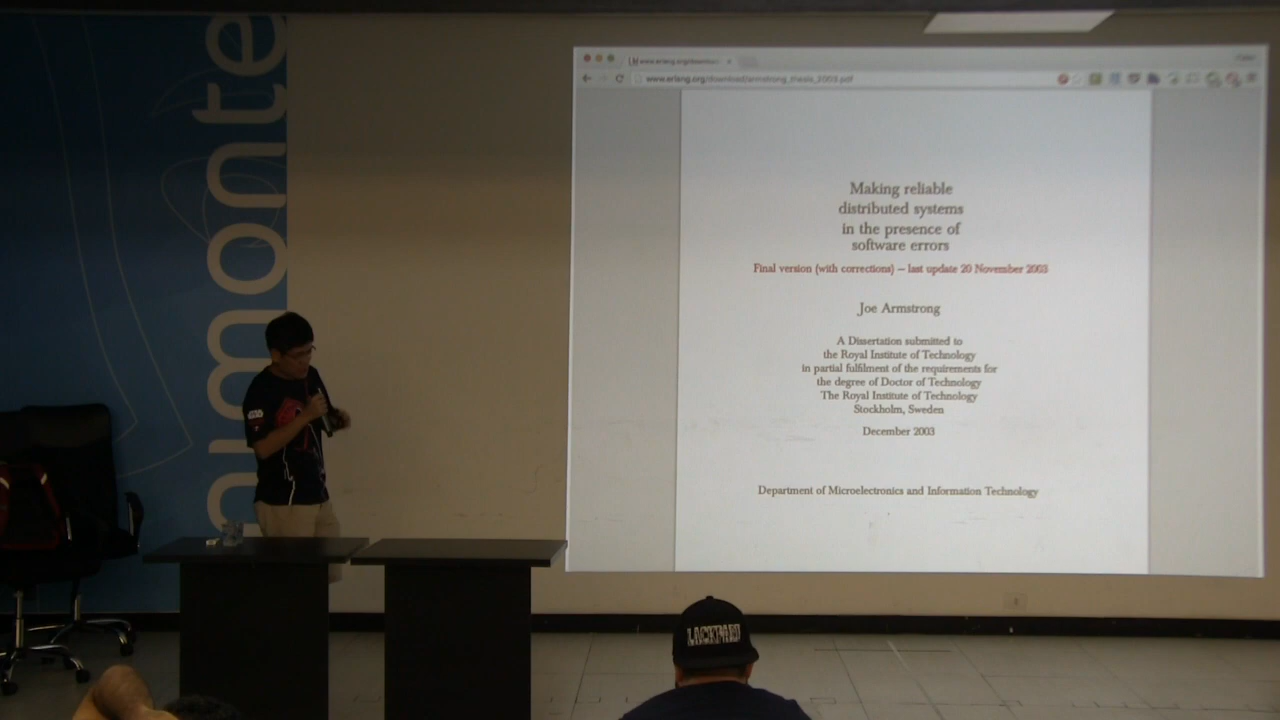 numonte
www.erlang.org/download/armstrong_thesis_2003.pdf
Making reliable
distributed systems
in the presence of
software errors
Final version (with corrections) — last update 20 November 2003
Joe Armstrong
A Dissertation submitted to
the Royal Institute of Technology
in partial fulfilment of the requirements for
the degree of Doctor of Technology
The Royal Institute of Technology
Stockholm, Sweden
December 2003
Department of Microelectronics and Information Technology